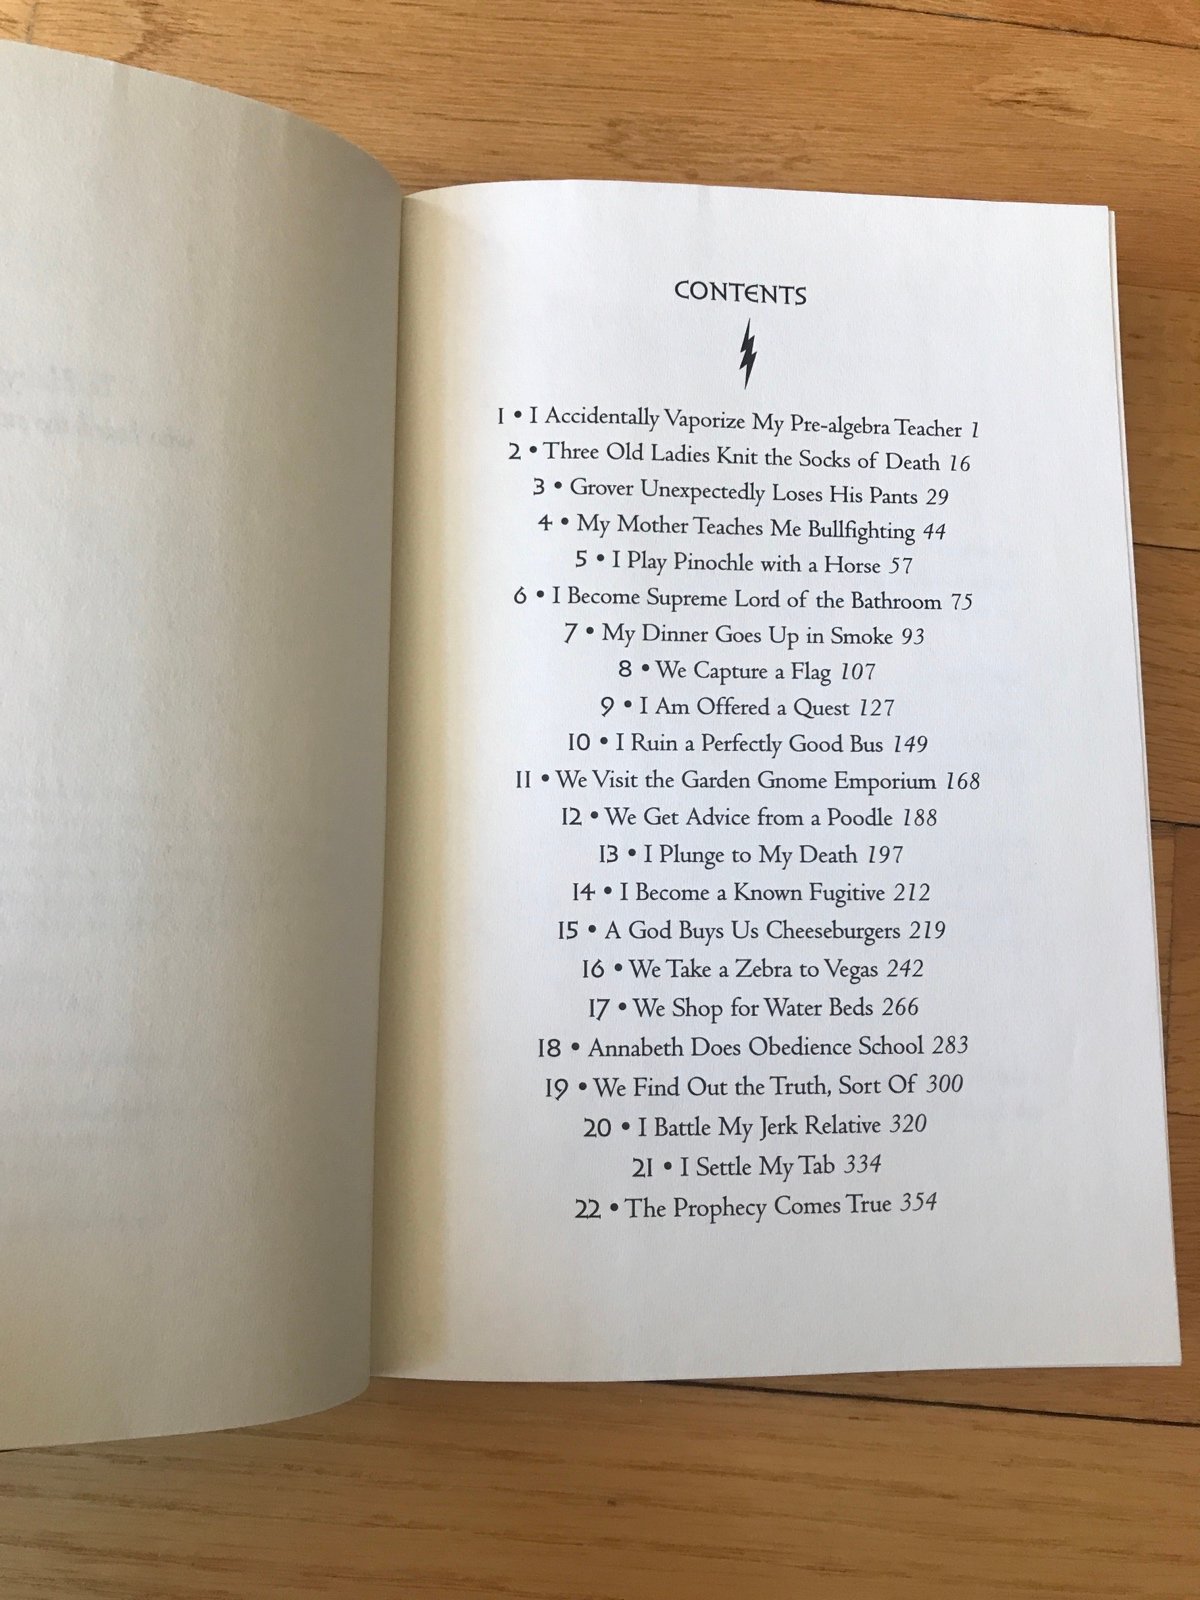 CONTENTS
1 • I Accidentally Vaporize My Pre-algebra Teacher 1
2 • Three Old Ladies Knit the Socks of Death 16
3 • Grover Unexpectedly Loses His Pants 29
4 • My Mother Teaches Me Bullfighting 44
5 • I Play Pinochle with a Horse 57
6 • I Become Supreme Lord of the Bathroom 75
7 • My Dinner Goes Up in Smoke 93
8 • We Capture a Flag 107
9 • I Am Offered a Quest 127
10 • I Ruin a Perfectly Good Bus 149
11 • We Visit the Garden Gnome Emporium 168
12 • We Get Advice from a Poodle 188
13 • I Plunge to My Death 197
14 • I Become a Known Fugitive 212
15 • A God Buys Us Cheeseburgers 219
16 • We Take a Zebra to Vegas 242
17 • We Shop for Water Beds 266
18 • Annabeth Does Obedience School 283
19 • We Find Out the Truth, Sort Of 300
20 • I Battle My Jerk Relative 320
21 • I Settle My Tab 334
22 • The Prophecy Comes True 354